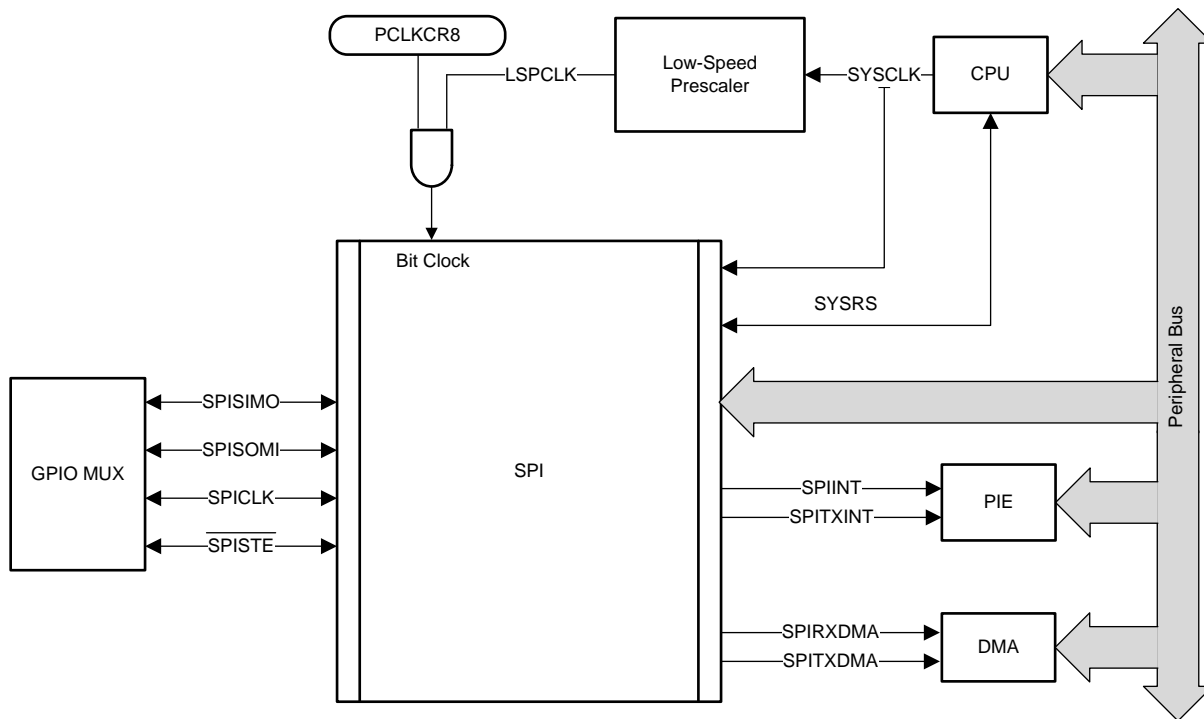 PCLKCR8
LSPCLK
Low-Speed
Prescaler
SYSCLK
CPU
Bit Clock
SYSRS
Peripheral Bus
GPIO MUX
SPISIMO
SPISOMI
SPICLK
SPISTE
SPI
SPIINT
SPITXINT
PIE
SPIRXDMA
SPITXDMA
DMA